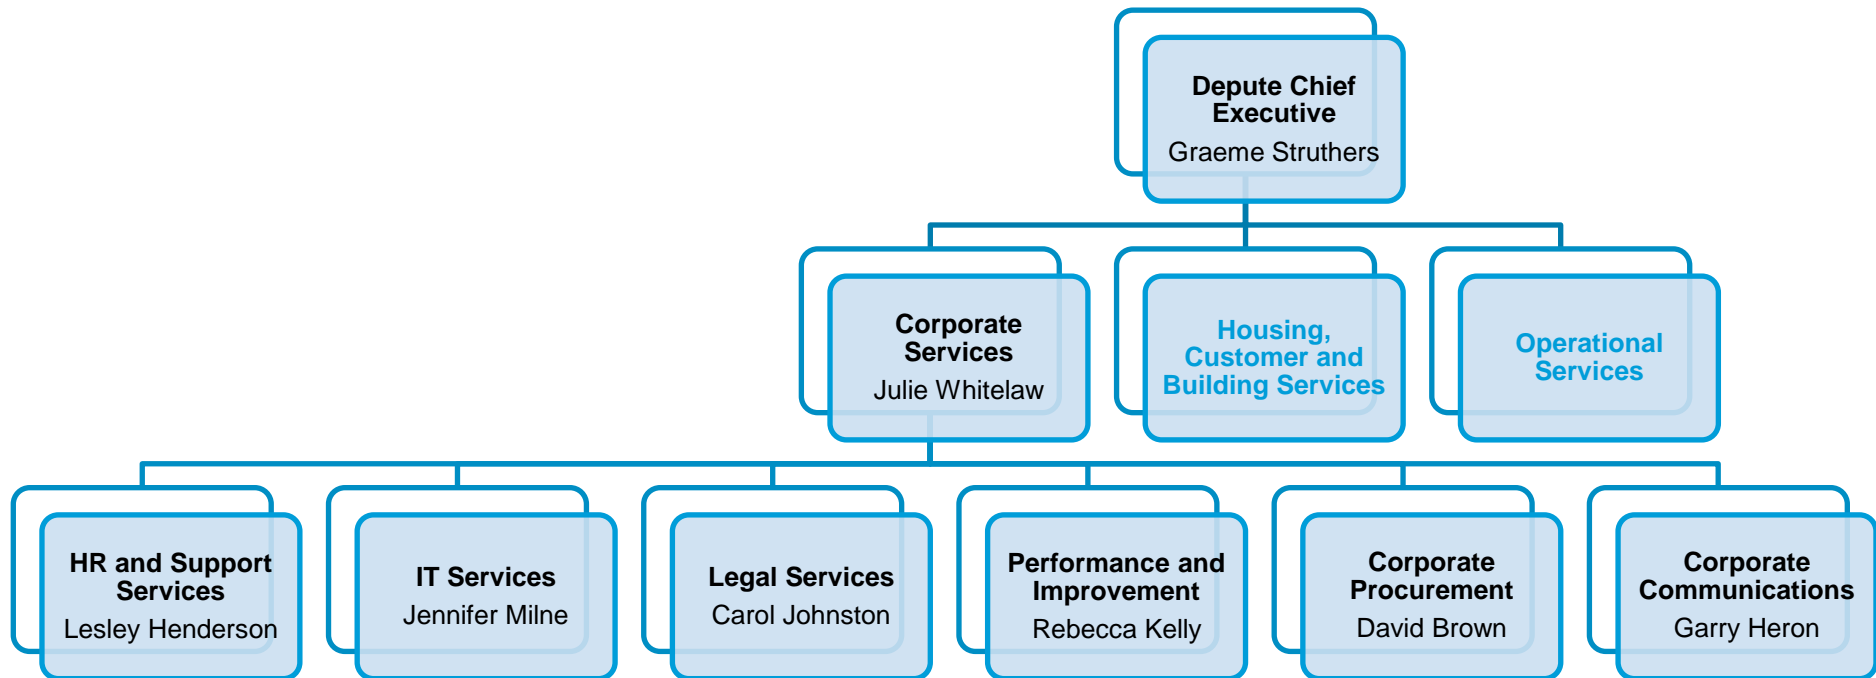 Depute Chief
Executive
Graeme Struthers
Corporate
Services
Julie Whitelaw
Housing,
Customer and
Building Services
Operational
Services
HR and Support
Services
Lesley Henderson
IT Services
Jennifer Milne
Legal Services
Carol Johnston
Performance and
Improvement
Rebecca Kelly
Corporate
Procurement
David Brown
Corporate
Communications
Garry Heron